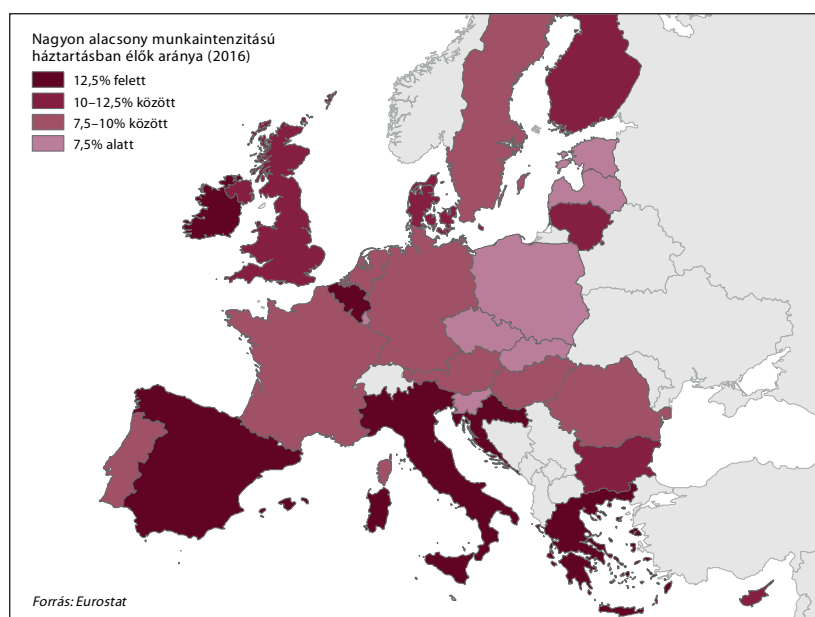 Nagyon alacsony munkaintenzitású
háztartásban élők aránya (2016)
12,5% felett
10–12,5% között
7,5–10% között
7,5% alatt
Forrás: Eurostat